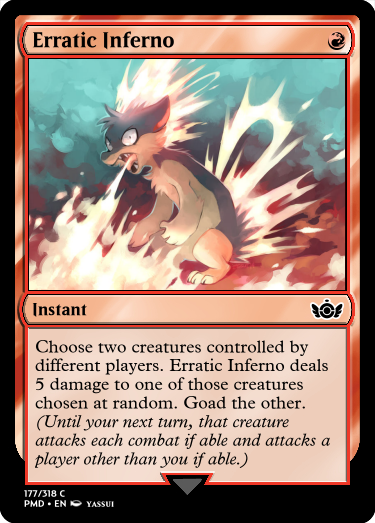 Erratic Inferno
Instant
Choose two creatures controlled by
different players. Erratic Inferno deals
5 damage to one of those creatures
chosen at random. Goad the other.
(Until your next turn, that creature
attacks each combat if able and attacks a
player other than you if able.)
177/318 C
PMD • EN YASSUI